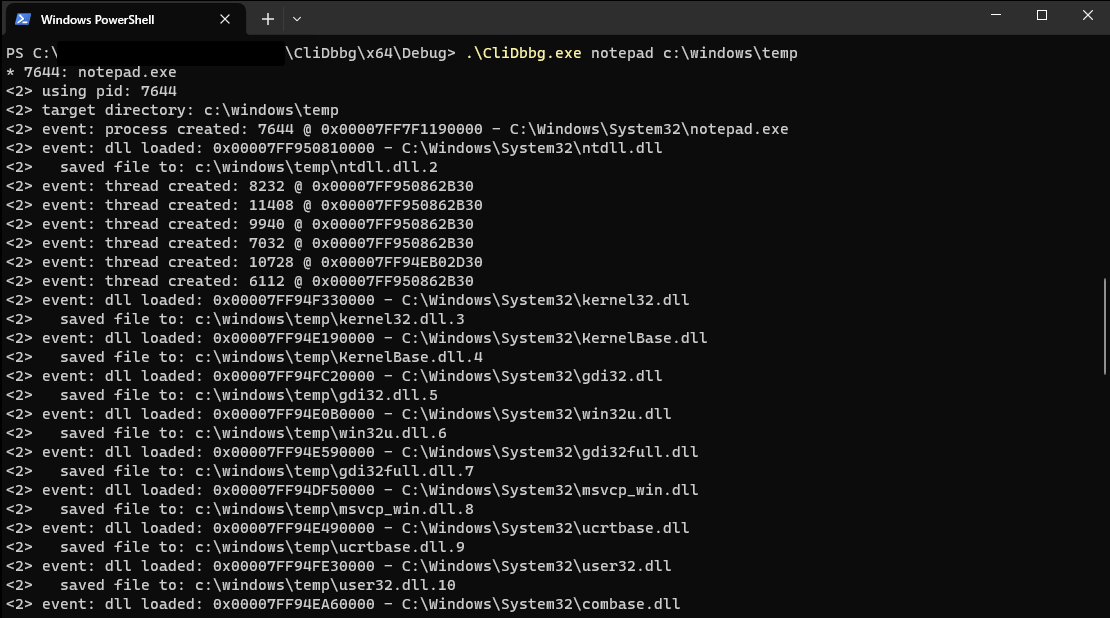 Windows PowerShell
PS C:\ \CliDbbg\x64\Debug> .\CliDbbg.exe notepad c:\windows\temp
* 7644: notepad.exe
<2> using pid: 7644
<2> target directory: c:\windows\temp
<2> event: process created: 7644 @ 0x00007FF7F1190000 - C:\Windows\System32\notepad.exe
<2> event: dll loaded: 0x00007FF950810000 - C:\Windows\System32\ntdll.dll
<2>   saved file to: c:\windows\temp\ntdll.dll.2
<2> event: thread created: 8232 @ 0x00007FF950862B30
<2> event: thread created: 11408 @ 0x00007FF950862B30
<2> event: thread created: 9940 @ 0x00007FF950862B30
<2> event: thread created: 7032 @ 0x00007FF950862B30
<2> event: thread created: 10728 @ 0x00007FF94EB02D30
<2> event: thread created: 6112 @ 0x00007FF950862B30
<2> event: dll loaded: 0x00007FF94F330000 - C:\Windows\System32\kernel32.dll
<2>   saved file to: c:\windows\temp\kernel32.dll.3
<2> event: dll loaded: 0x00007FF94E190000 - C:\Windows\System32\KernelBase.dll
<2>   saved file to: c:\windows\temp\KernelBase.dll.4
<2> event: dll loaded: 0x00007FF94FC20000 - C:\Windows\System32\gdi32.dll
<2>   saved file to: c:\windows\temp\gdi32.dll.5
<2> event: dll loaded: 0x00007FF94E0B0000 - C:\Windows\System32\win32u.dll
<2>   saved file to: c:\windows\temp\win32u.dll.6
<2> event: dll loaded: 0x00007FF94E590000 - C:\Windows\System32\gdi32full.dll
<2>   saved file to: c:\windows\temp\gdi32full.dll.7
<2> event: dll loaded: 0x00007FF94DF50000 - C:\Windows\System32\msvcp_win.dll
<2>   saved file to: c:\windows\temp\msvcp_win.dll.8
<2> event: dll loaded: 0x00007FF94E490000 - C:\Windows\System32\ucrtbase.dll
<2>   saved file to: c:\windows\temp\ucrtbase.dll.9
<2> event: dll loaded: 0x00007FF94FE30000 - C:\Windows\System32\user32.dll
<2>   saved file to: c:\windows\temp\user32.dll.10
<2> event: dll loaded: 0x00007FF94EA60000 - C:\Windows\System32\combase.dll